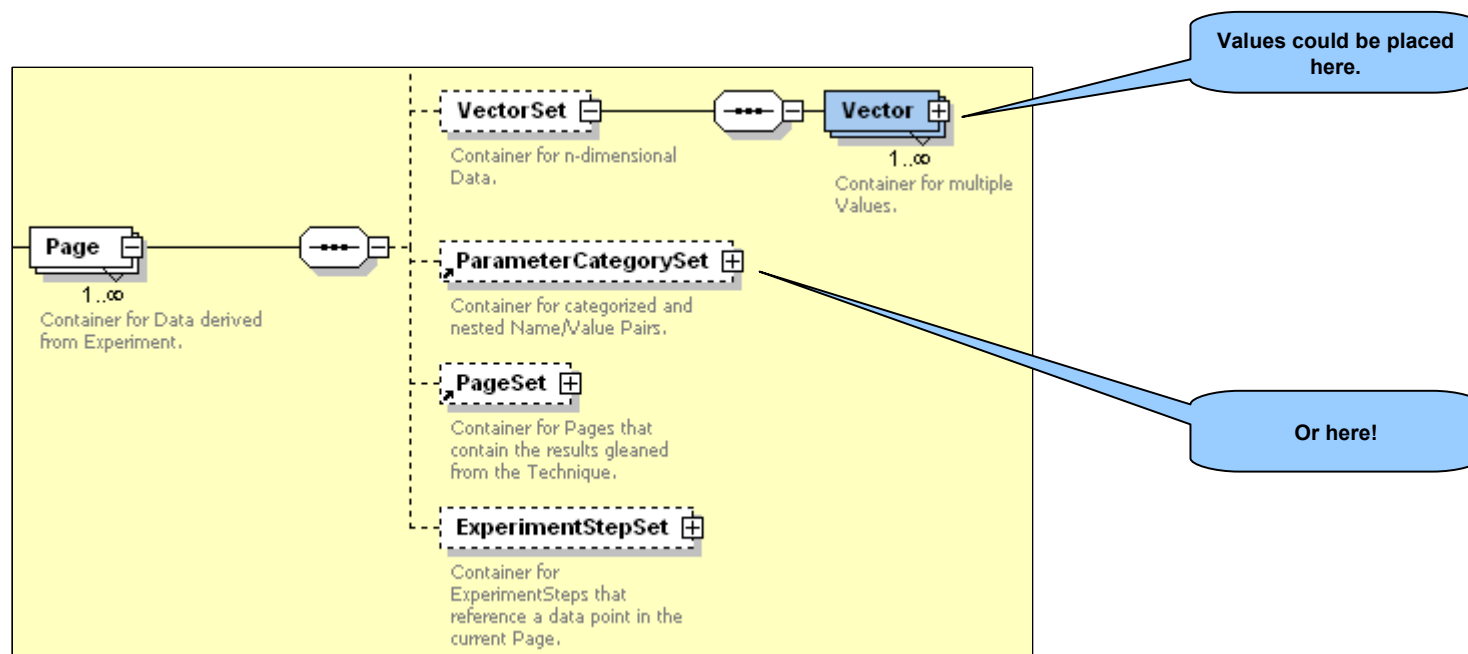 Values could be placed
here.
VectorSet
Vector
Container for n-dimensional
Data.
1..∞
Container for multiple
Values.
Page
1..∞
Container for Data derived
from Experiment.
ParameterCategorySet
Container for categorized and
nested Name/Value Pairs.
PageSet
Container for Pages that
contain the results gleaned
from the Technique.
Or here!
ExperimentStepSet
Container for
ExperimentSteps that
reference a data point in the
current Page.